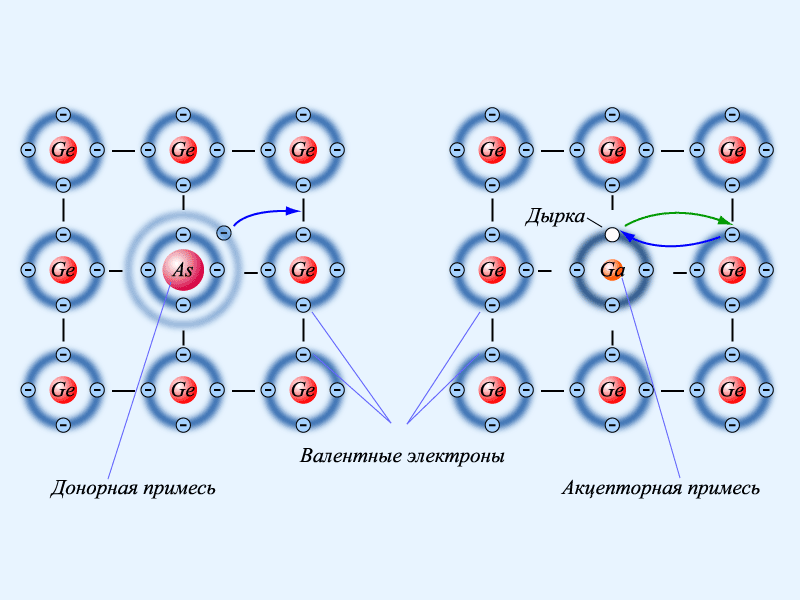 Ge Ge Ge Ge Ge Ge
Дырка
Ge As Ge Ge Ga Ge
Ge Ge Ge Ge Ge Ge
Валентные электроны
Донорная примесь Акцепторная примесь